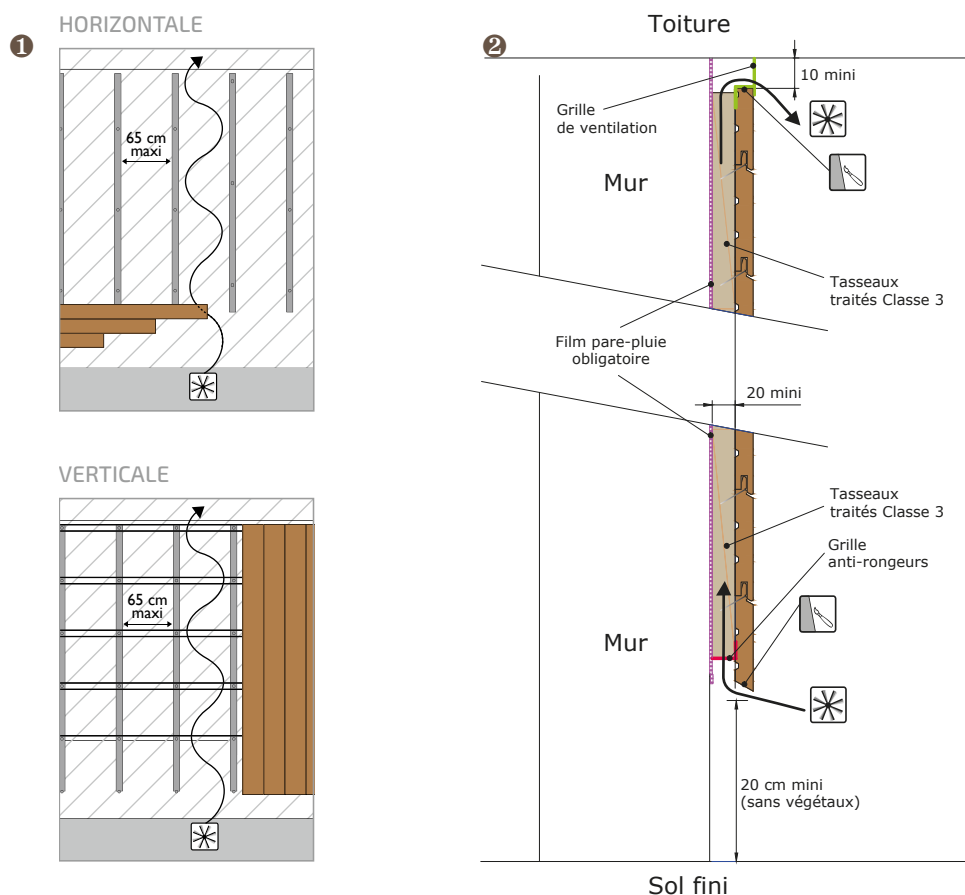 ❶
HORIZONTALE
65 cm
maxi
VERTICALE
65 cm
maxi
❷
Toiture
10 mini
Grille
de ventilation
Mur
Tasseaux
traités Classe 3
Film pare-pluie
obligatoire
20 mini
Tasseaux
traités Classe 3
Grille
anti-rongeurs
Mur
20 cm mini
(sans végétaux)
Sol fini